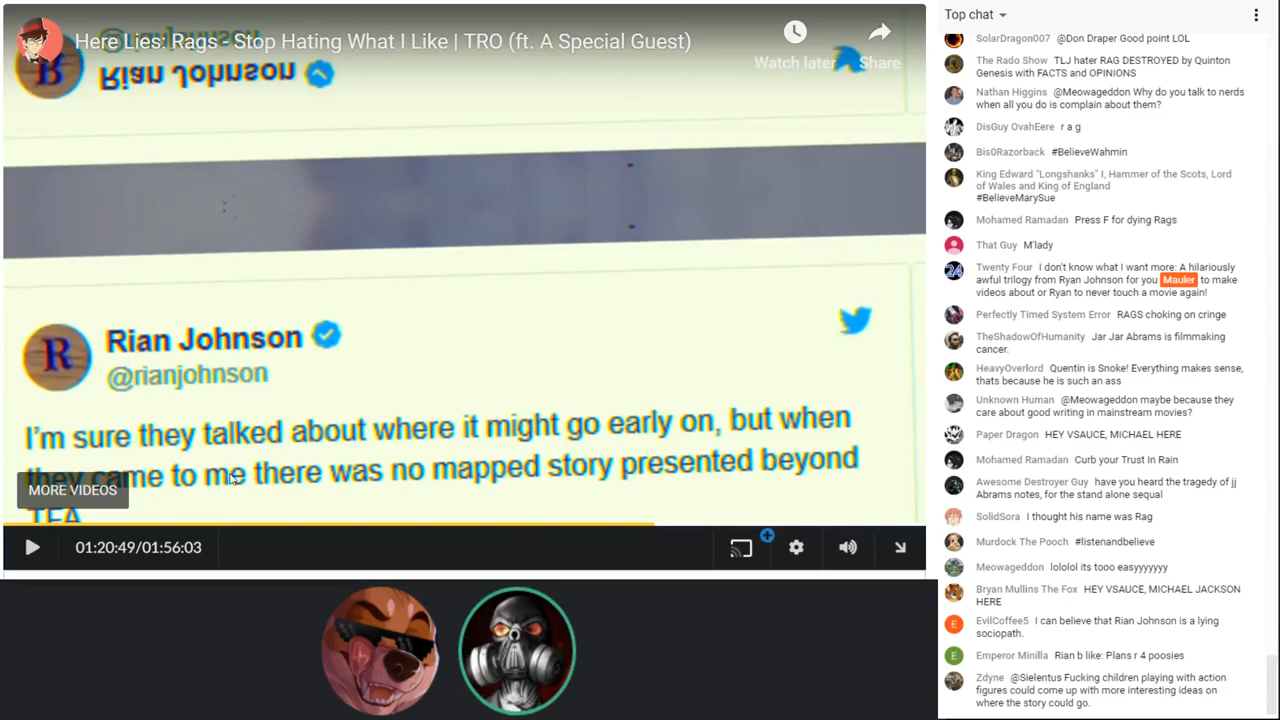 Here Lies: Rags - Stop Hating What I Like | TRO (ft. A Special Guest)
Watch later
Share
Rian Johnson
Rian Johnson
@rianjohnson
I'm sure they talked about where it might go early on, but when
they came to me there was no mapped story presented beyond
TFA
MORE VIDEOS
01:20:49/01:56:03
Top chat
SolarDragon007 @Don Draper Good point LOL
The Rado Show TLJ hater RAG DESTROYED by Quinton
Genesis with FACTS and OPINIONS
Nathan Higgins @Meowageddon Why do you talk to nerds
when all you do is complain about them?
DisGuy OvahEere r a g
Bis0Razorback #BelieveWahmin
King Edward "Longshanks" I, Hammer of the Scots, Lord
of Wales and King of England
#BelieveMarySue
Mohamed Ramadan Press F for dying Rags
That Guy M'lady
Twenty Four I don't know what I want more: A hilariously
awful trilogy from Ryan Johnson for you Mauler to make
videos about or Ryan to never touch a movie again!
Perfectly Timed System Error RAGS choking on cringe
TheShadowOfHumanity Jar Jar Abrams is filmmaking
cancer.
HeavyOverlord Quentin is Snoke! Everything makes sense,
thats because he is such an ass
Unknown Human @Meowageddon maybe because they
care about good writing in mainstream movies?
Paper Dragon HEY VSAUCE, MICHAEL HERE
Mohamed Ramadan Curb your Trust In Rain
Awesome Destroyer Guy have you heard the tragedy of jj
Abrams notes, for the stand alone sequal
SolidSora I thought his name was Rag
Murdock The Pooch #listenandbelieve
Meowageddon lololol its tooo easyyyyyyy
Bryan Mullins The Fox HEY VSAUCE, MICHAEL JACKSON
HERE
EvilCoffee5 I can believe that Rian Johnson is a lying
sociopath.
Emperor Minilla Rian b like: Plans r 4 poosies
Zdyne @Sielentus Fucking children playing with action
figures could come up with more interesting ideas on
where the story could go.